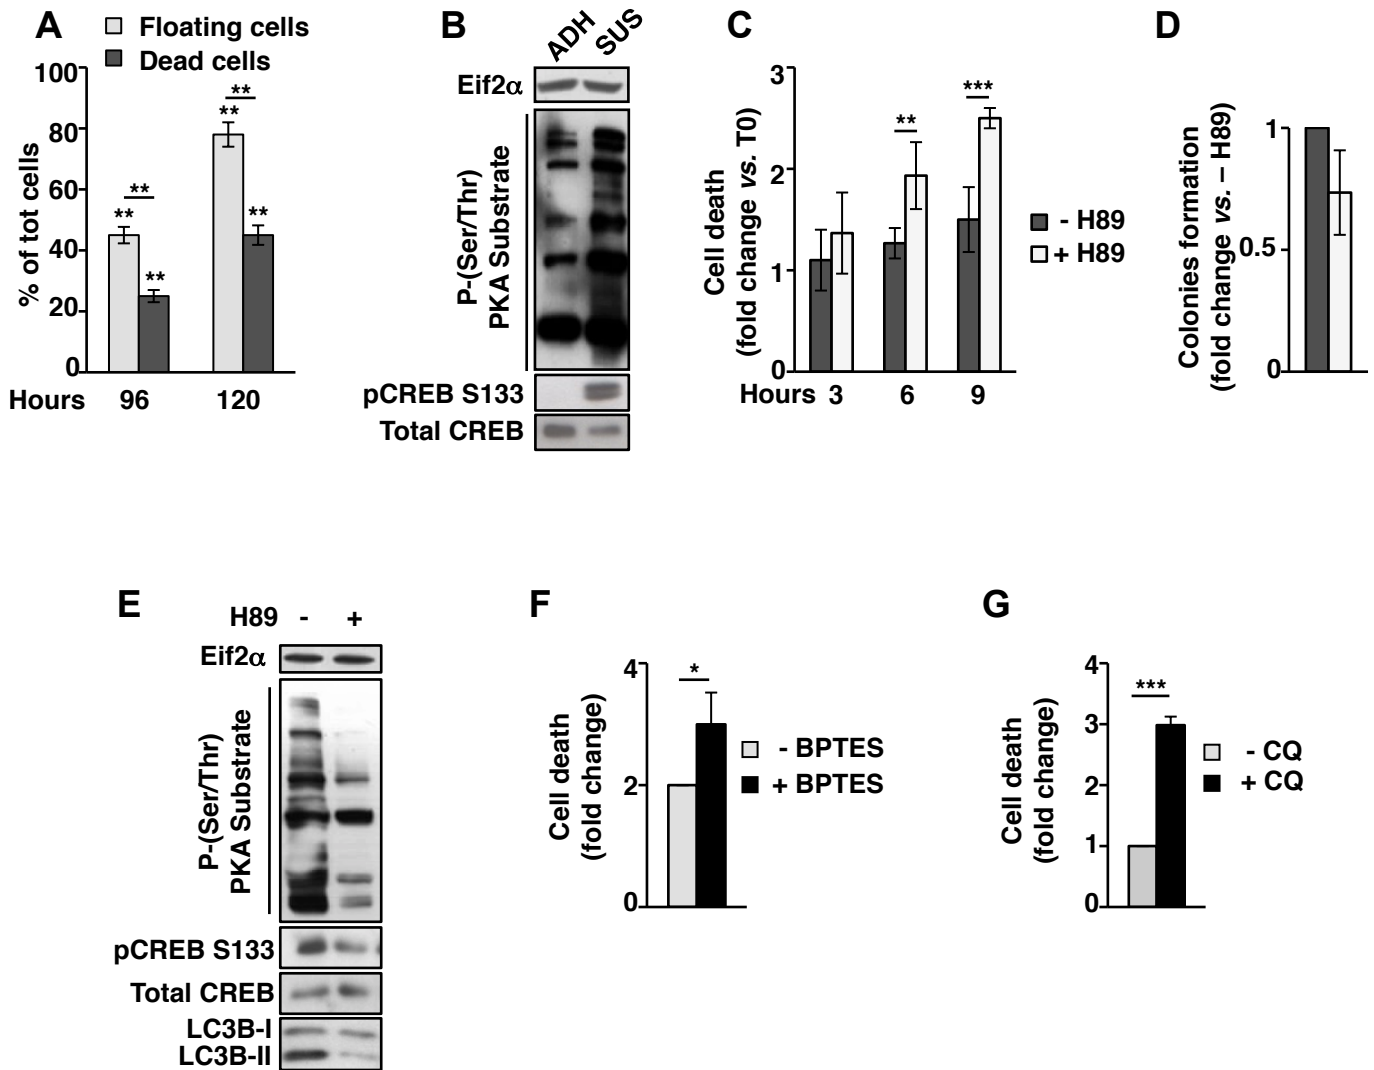 A
Floating cells
Dead cells
% of tot cells
100
80
60
40
20
0
**
**
**
**
**
**
Hours 96 120
B
ADH SUS
Eif2α
P-(Ser/Thr)
PKA Substrate
pCREB S133
Total CREB
C
Cell death
(fold change vs. T0)
3
2
1
0
**
***
Hours 3 6 9
- H89
+ H89
D
Colonies formation
(fold change vs. – H89)
1
0.5
0
E
H89 - +
Eif2α
P-(Ser/Thr)
PKA Substrate
pCREB S133
Total CREB
LC3B-I
LC3B-II
F
Cell death
(fold change)
4
2
0
*
- BPTES
+ BPTES
G
Cell death
(fold change)
4
3
2
1
0
***
- CQ
+ CQ